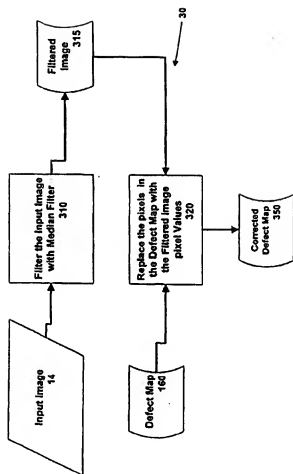 Input Image
14
Filter the Input Image
with Median Filter
310
Filtered
Image
315
30
Defect Map
160
Replace the pixels in
the Defect Map with
the Filtered Image
pixel Values
320
Corrected
Defect Map
350